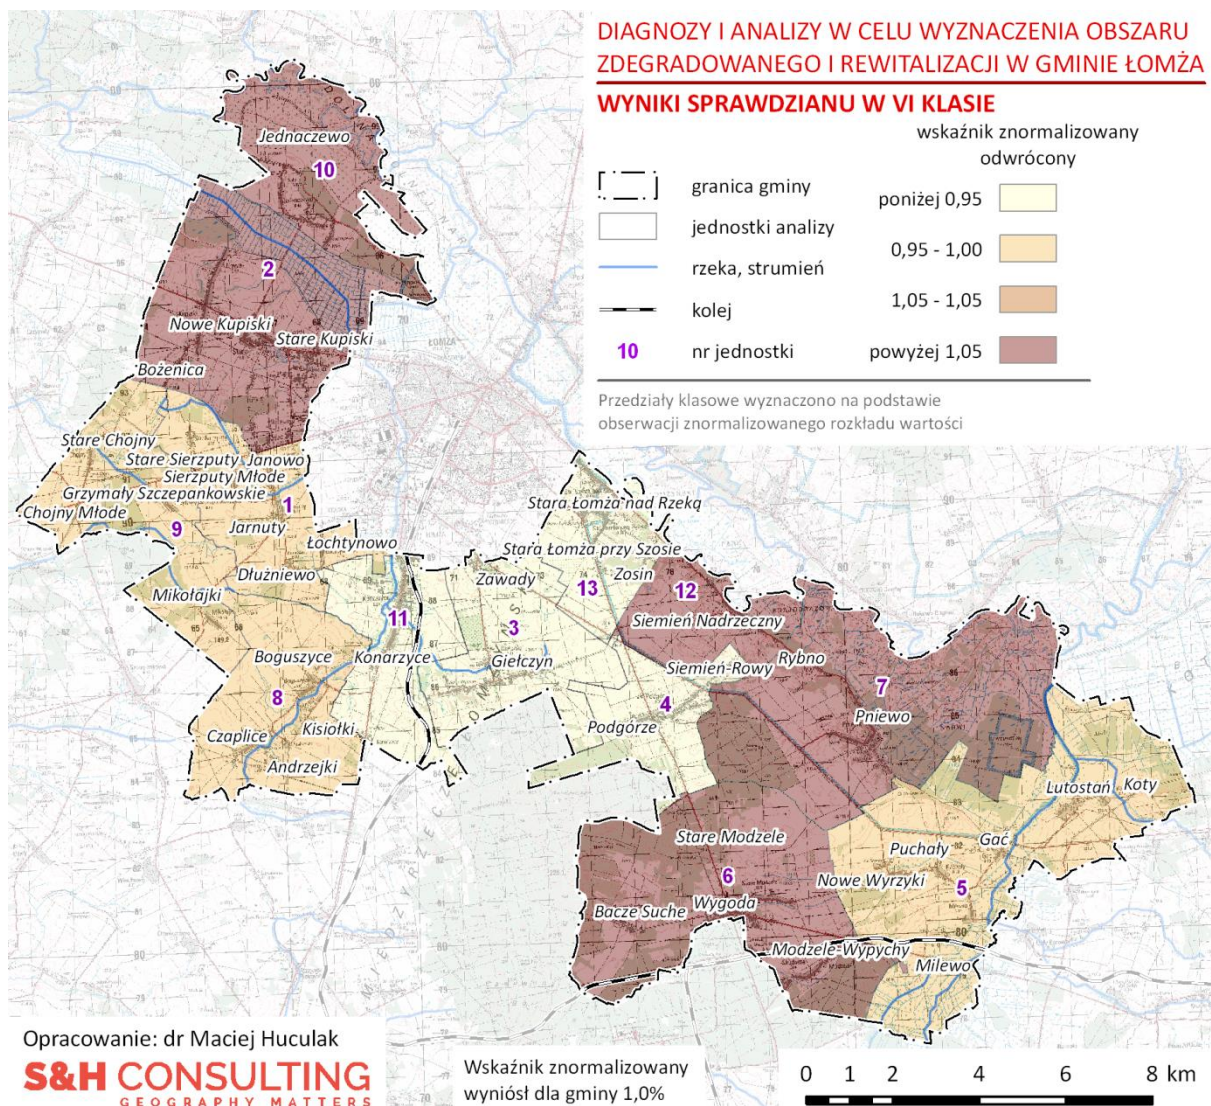 DIAGNOZY I ANALIZY W CELU WYZNACZENIA OBSZARU
ZDEGRADOWANEGO I REWITALIZACJI W GMINIE ŁOMŻA
WYNIKI SPRAWDZIANU W VI KLASIE
wskaźnik znormalizowany
odwrócony
granica gminy
jednostki analizy
rzeka, strumień
kolej
10 nr jednostki
poniżej 0,95
0,95 - 1,00
1,05 - 1,05
powyżej 1,05
Przedziały klasowe wyznaczono na podstawie
obserwacji znormalizowanego rozkładu wartości
Jednaczewo
10
2
Nowe Kupiski
Stare Kupiski
Bożenica
ŁOMŻA
Stare Chojny
Stare Sierzputy
Janowo
Sierzputy Młode
Grzymały Szczepankowskie
Chojny Młode
1
9
Jarnuty
Łochtynowo
Dłużniewo
Mikołajki
Stara Łomża nad Rzeką
Stara Łomża przy Szosie
Zawady
Zosin
13
12
11
3
Siemień Nadrzeczny
Boguszyce
Konarzyce
Giełczyn
Siemień-Rowy
Rybno
7
8
4
Pniewo
Podgórze
Kisiołki
Czaplice
Andrzejki
Lutostań
Koty
Stare Modzele
Gać
Puchały
6
Nowe Wyrzyki
5
Wygoda
Bacze Suche
Modzele-Wypychy
Milewo
Opracowanie: dr Maciej Huculak
S&H CONSULTING
GEOGRAPHY MATTERS
Wskaźnik znormalizowany
wyniósł dla gminy 1,0%
0 1 2 4 6 8 km